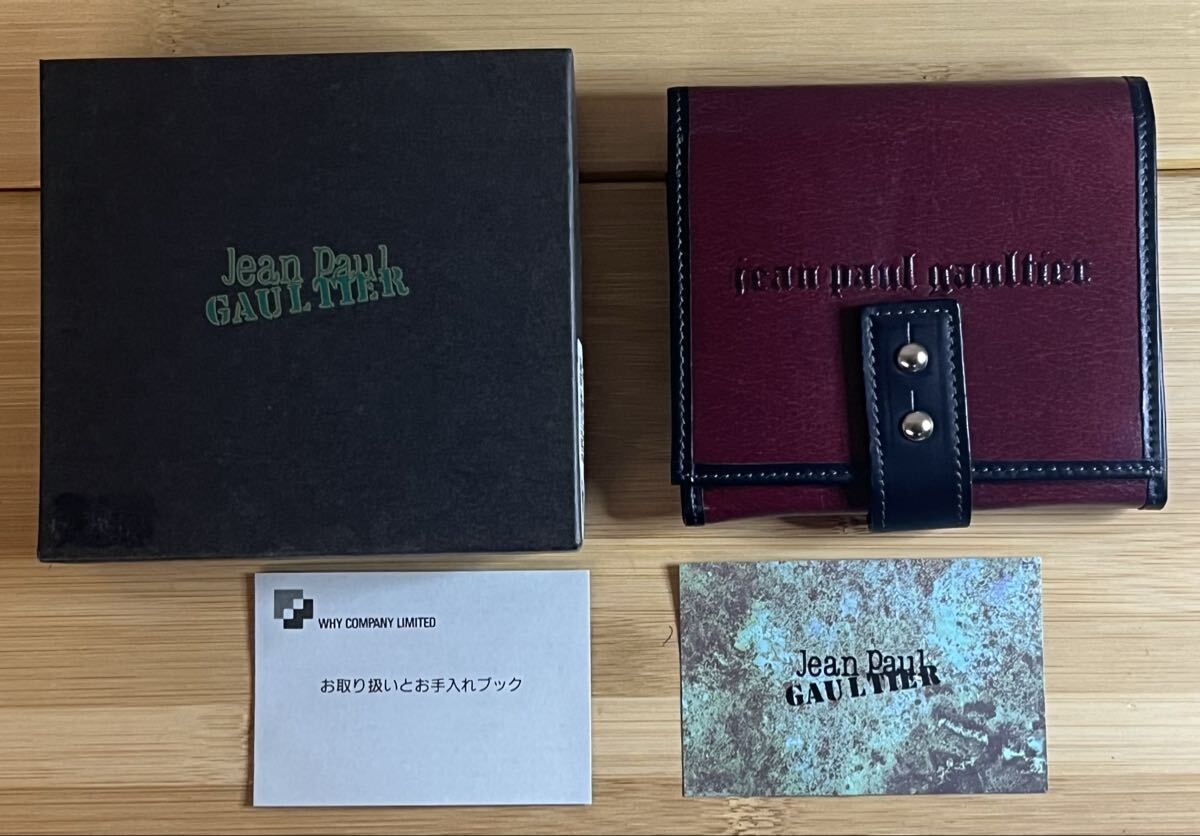 Jean Paul
GAULTIER
jean paul gaultier
WHY COMPANY LIMITED
お取り扱いとお手入れブック
Jean Paul
GAULTIER